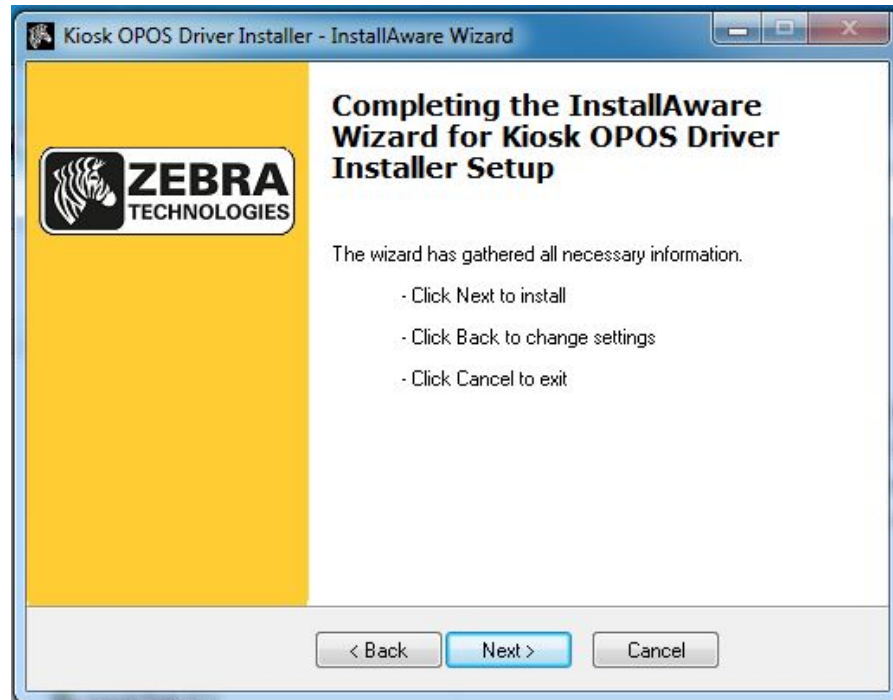 Kiosk OPOS Driver Installer - InstallAware Wizard
ZEBRA
TECHNOLOGIES
Completing the InstallAware
Wizard for Kiosk OPOS Driver
Installer Setup
The wizard has gathered all necessary information.
- Click Next to install
- Click Back to change settings
- Click Cancel to exit
< Back
Next >
Cancel